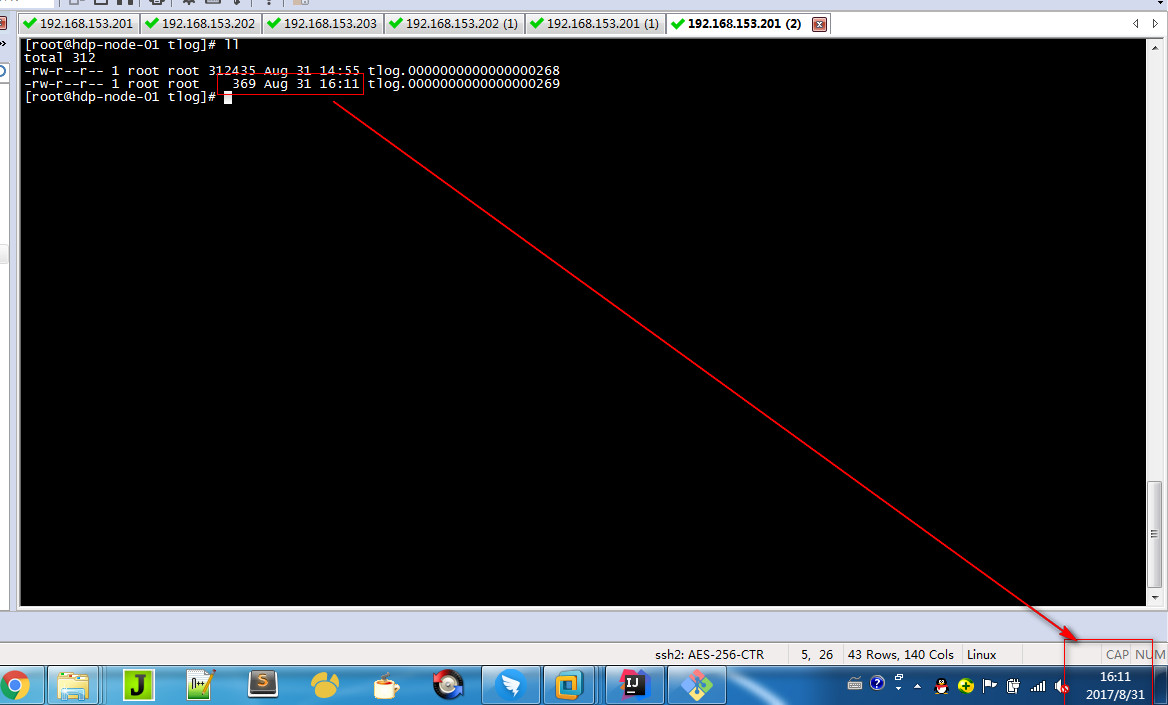 192.168.153.201 192.168.153.202 192.168.153.203 192.168.153.202 (1) 192.168.153.201 (1) 192.168.153.201 (2)
[root@hdp-node-01 tlog]# ll
total 312
-rw-r--r-- 1 root root 312435 Aug 31 14:55 tlog.0000000000000000268
-rw-r--r-- 1 root root    369 Aug 31 16:11 tlog.0000000000000000269
[root@hdp-node-01 tlog]#
ssh2: AES-256-CTR 5, 26 43 Rows, 140 Cols Linux CAP NUM
16:11
2017/8/31